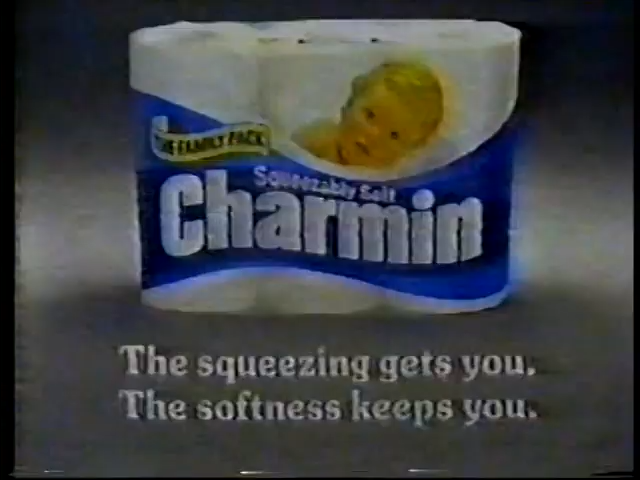 THE FAMILY PACK
Squeezably Soft
Charmin
The squeezing gets you.
The softness keeps you.